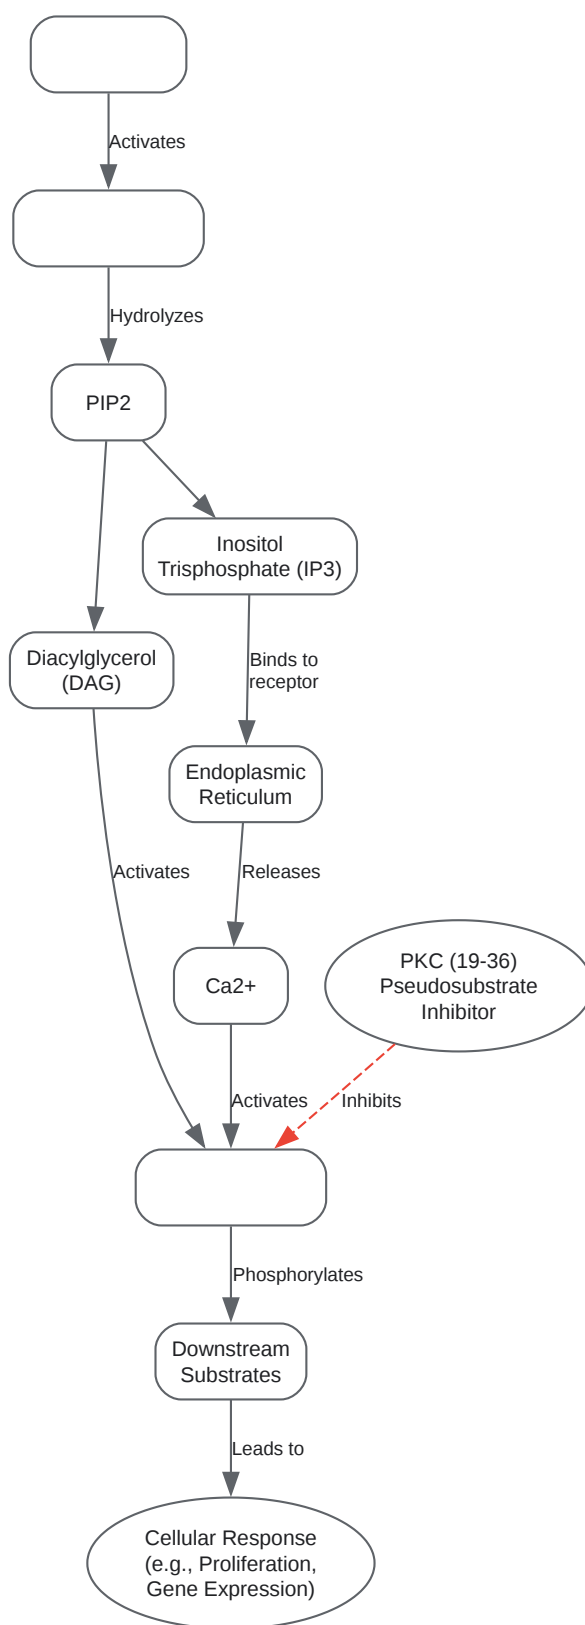 Activates
Hydrolyzes
PIP2
Inositol
Trisphosphate (IP3)
Diacylglycerol
(DAG)
Binds to
receptor
Endoplasmic
Reticulum
Activates
Releases
PKC (19-36)
Pseudosubstrate
Inhibitor
Ca2+
Activates
Inhibits
Phosphorylates
Downstream
Substrates
Leads to
Cellular Response
(e.g., Proliferation,
Gene Expression)